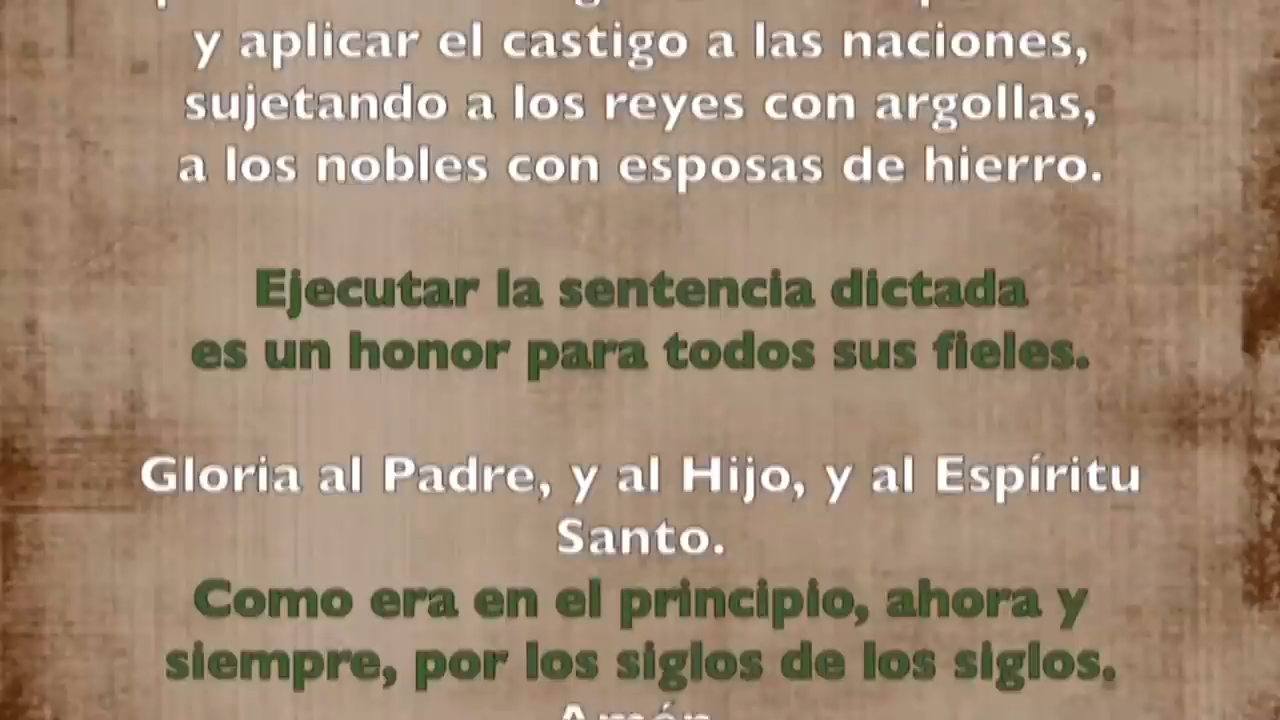 y aplicar el castigo a las naciones,
sujetando a los reyes con argollas,
a los nobles con esposas de hierro.
Ejecutar la sentencia dictada
es un honor para todos sus fieles.
Gloria al Padre, y al Hijo, y al Espíritu
Santo.
Como era en el principio, ahora y
siempre, por los siglos de los siglos.
Amén.